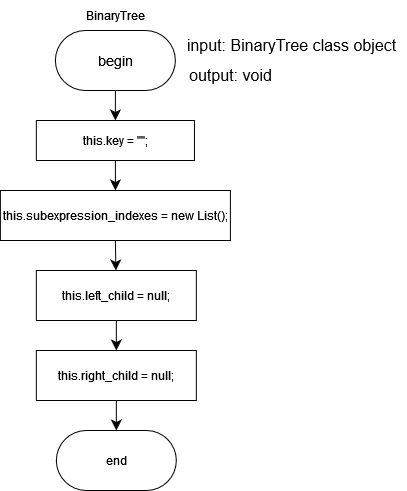 BinaryTree
begin
input: BinaryTree class object
output: void
this.key = "";
this.subexpression_indexes = new List();
this.left_child = null;
this.right_child = null;
end